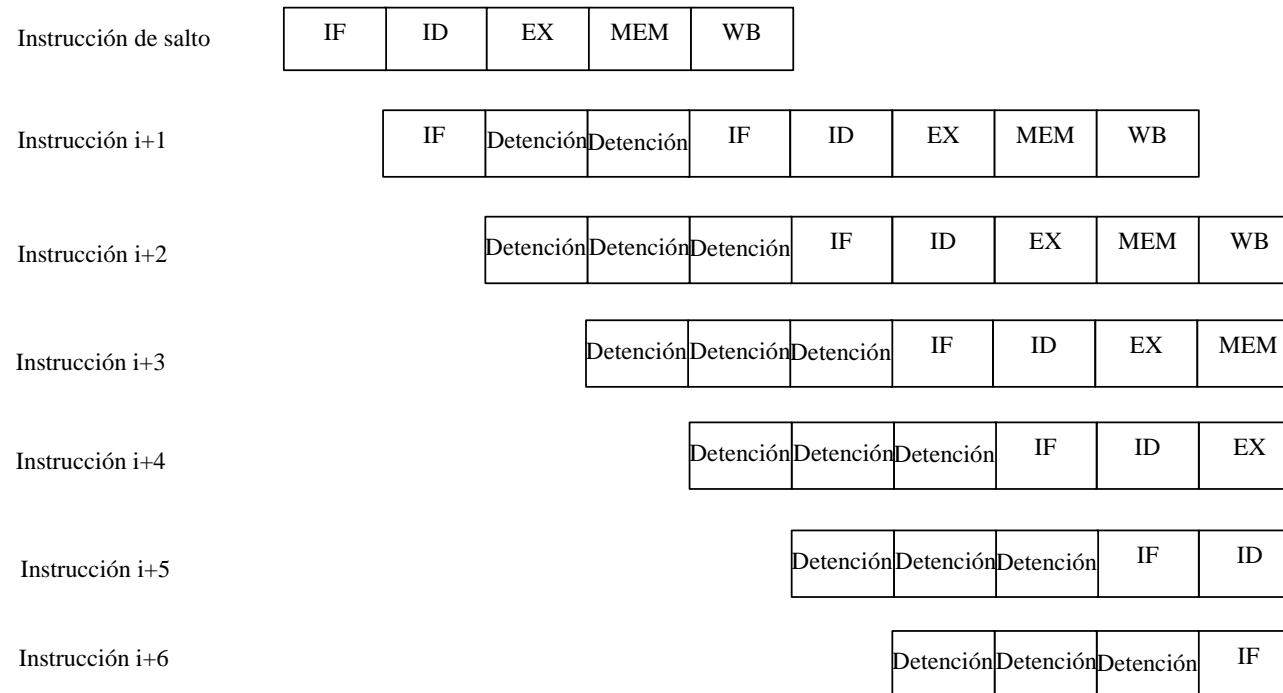 Instrucción de salto IF ID EX MEM WB
Instrucción i+1 IF Detención Detención IF ID EX MEM WB
Instrucción i+2 Detención Detención Detención IF ID EX MEM WB
Instrucción i+3 Detención Detención Detención IF ID EX MEM
Instrucción i+4 Detención Detención Detención IF ID EX
Instrucción i+5 Detención Detención Detención IF ID
Instrucción i+6 Detención Detención Detención IF